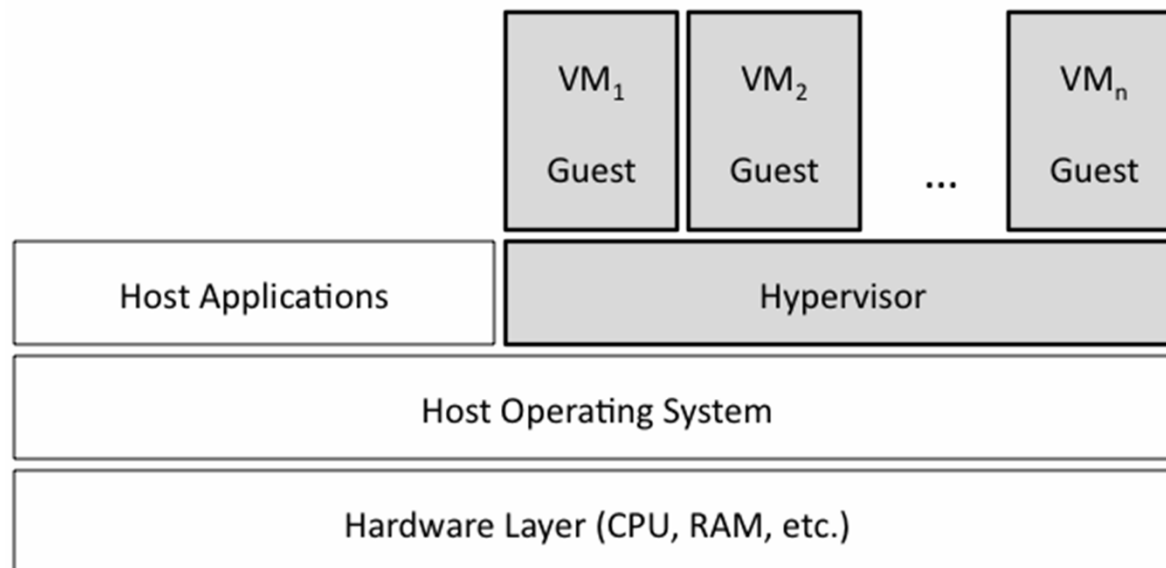 VM₁ VM₂ VMₙ
Guest Guest ... Guest
Host Applications Hypervisor
Host Operating System
Hardware Layer (CPU, RAM, etc.)